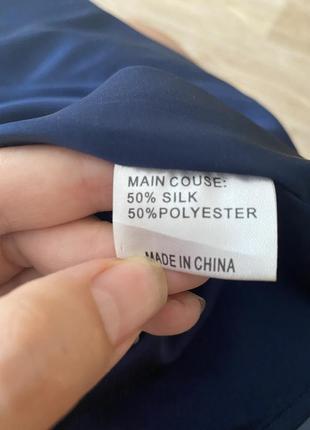 MAIN COUSE:
50% SILK
50%POLYESTER
MADE IN CHINA